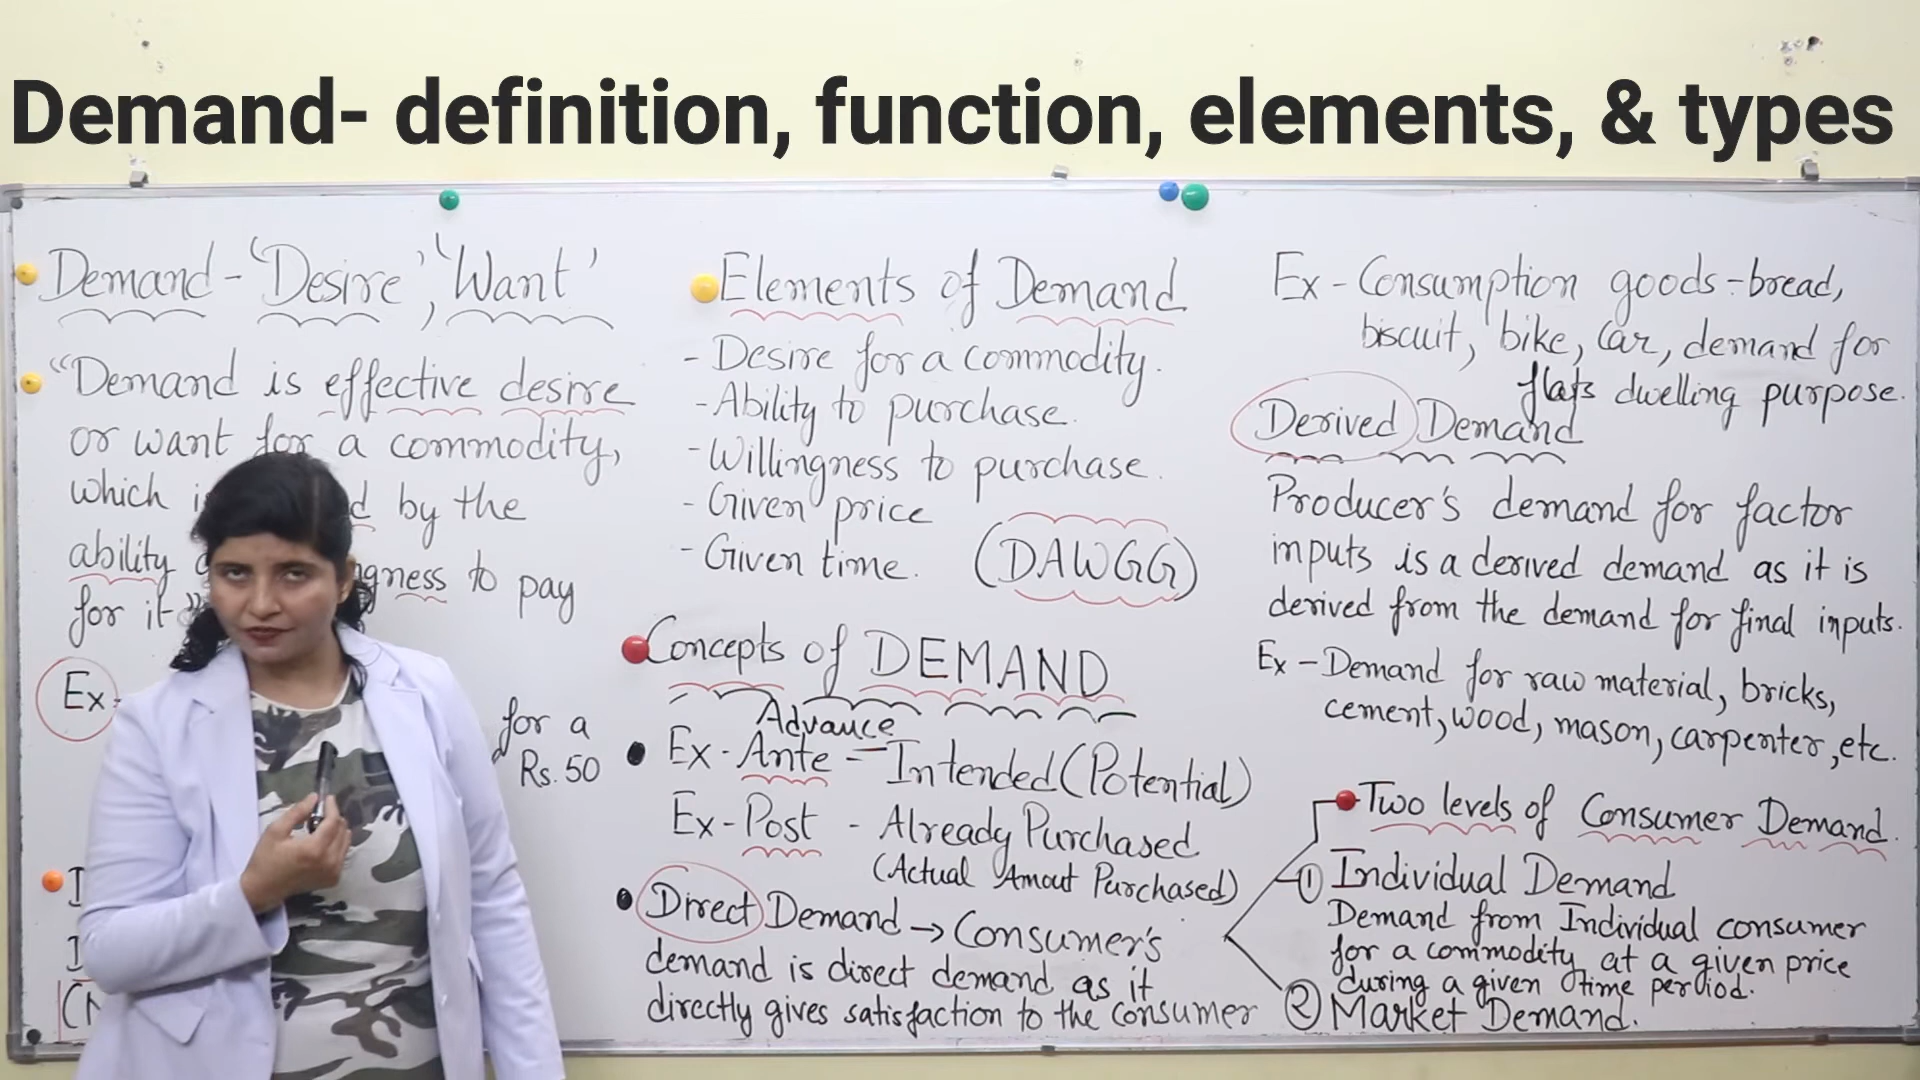 Demand- definition, function, elements, & types
Demand - 'Desire', 'Want'
"Demand is effective desire
or want for a commodity,
which by the
ability to pay
for it"
Ex
for a
Rs. 50
Elements of Demand
- Desire for a commodity.
- Ability to purchase.
- Willingness to purchase.
- Given price
- Given time. (DAWGG)
Concepts of DEMAND
Advance
Ex-Ante - Intended (Potential)
Ex-Post - Already Purchased
(Actual Amout Purchased)
Direct Demand → Consumer's
demand is direct demand as it
directly gives satisfaction to the consumer
Ex - Consumption goods - bread,
biscuit, bike, car, demand for
flats dwelling purpose.
Derived Demand
Producer's demand for factor
inputs is a derived demand as it is
derived from the demand for final inputs.
Ex - Demand for raw material, bricks,
cement, wood, mason, carpenter, etc.
Two levels of Consumer Demand.
① Individual Demand
Demand from Individual consumer
for a commodity at a given price
during a given time period.
② Market Demand.